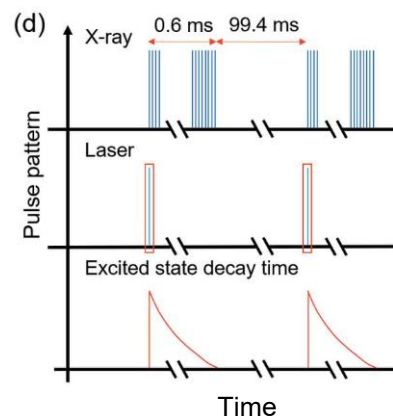 (d)
0.6 ms 99.4 ms
X-ray
Laser
Excited state decay time
Pulse pattern
Time